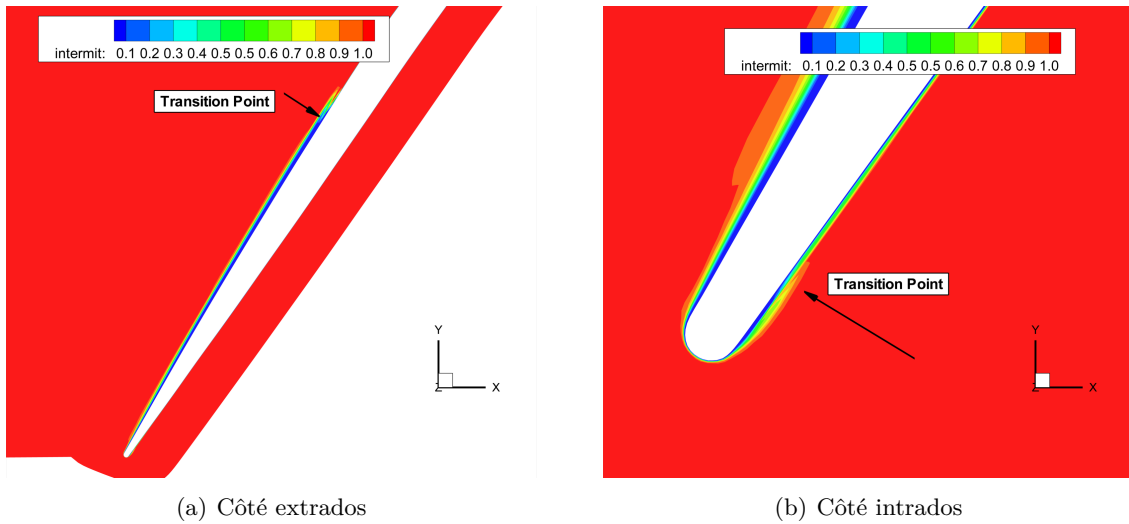 intermit: 0.1 0.2 0.3 0.4 0.5 0.5 0.6 0.7 0.8 0.9 1.0
Transition Point
Y
Z X
(a) Côté extrados
intermit: 0.1 0.2 0.3 0.4 0.5 0.5 0.6 0.7 0.8 0.9 1.0
Transition Point
Y
Z X
(b) Côté intrados